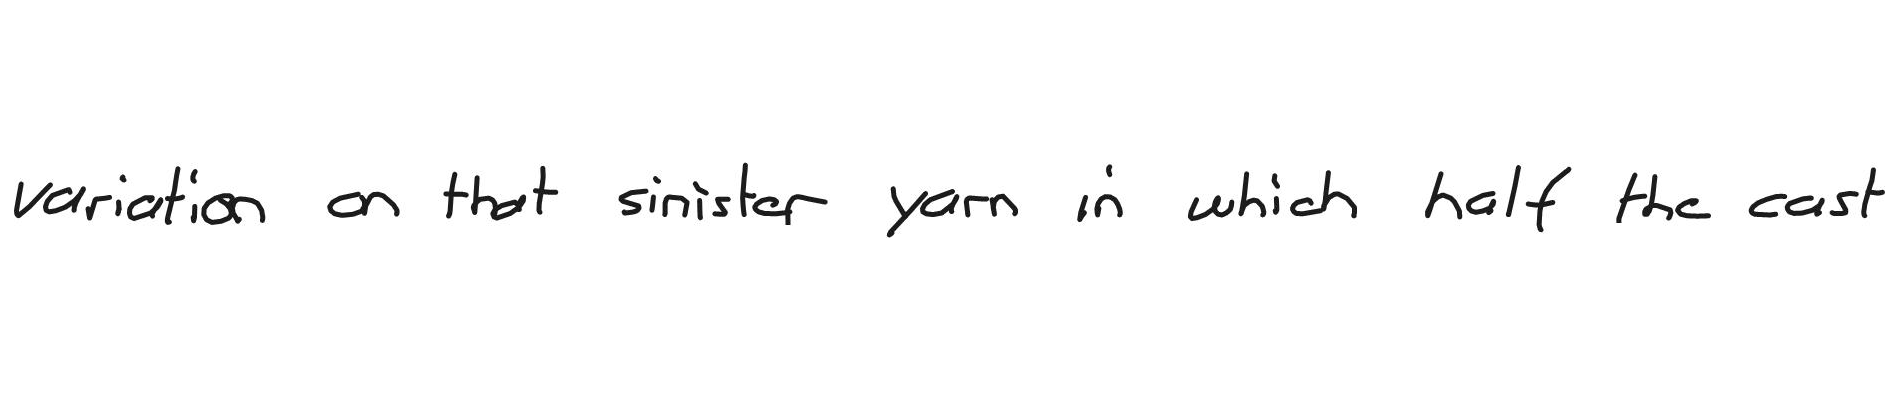 variation on that sinister yarn in which half the cast